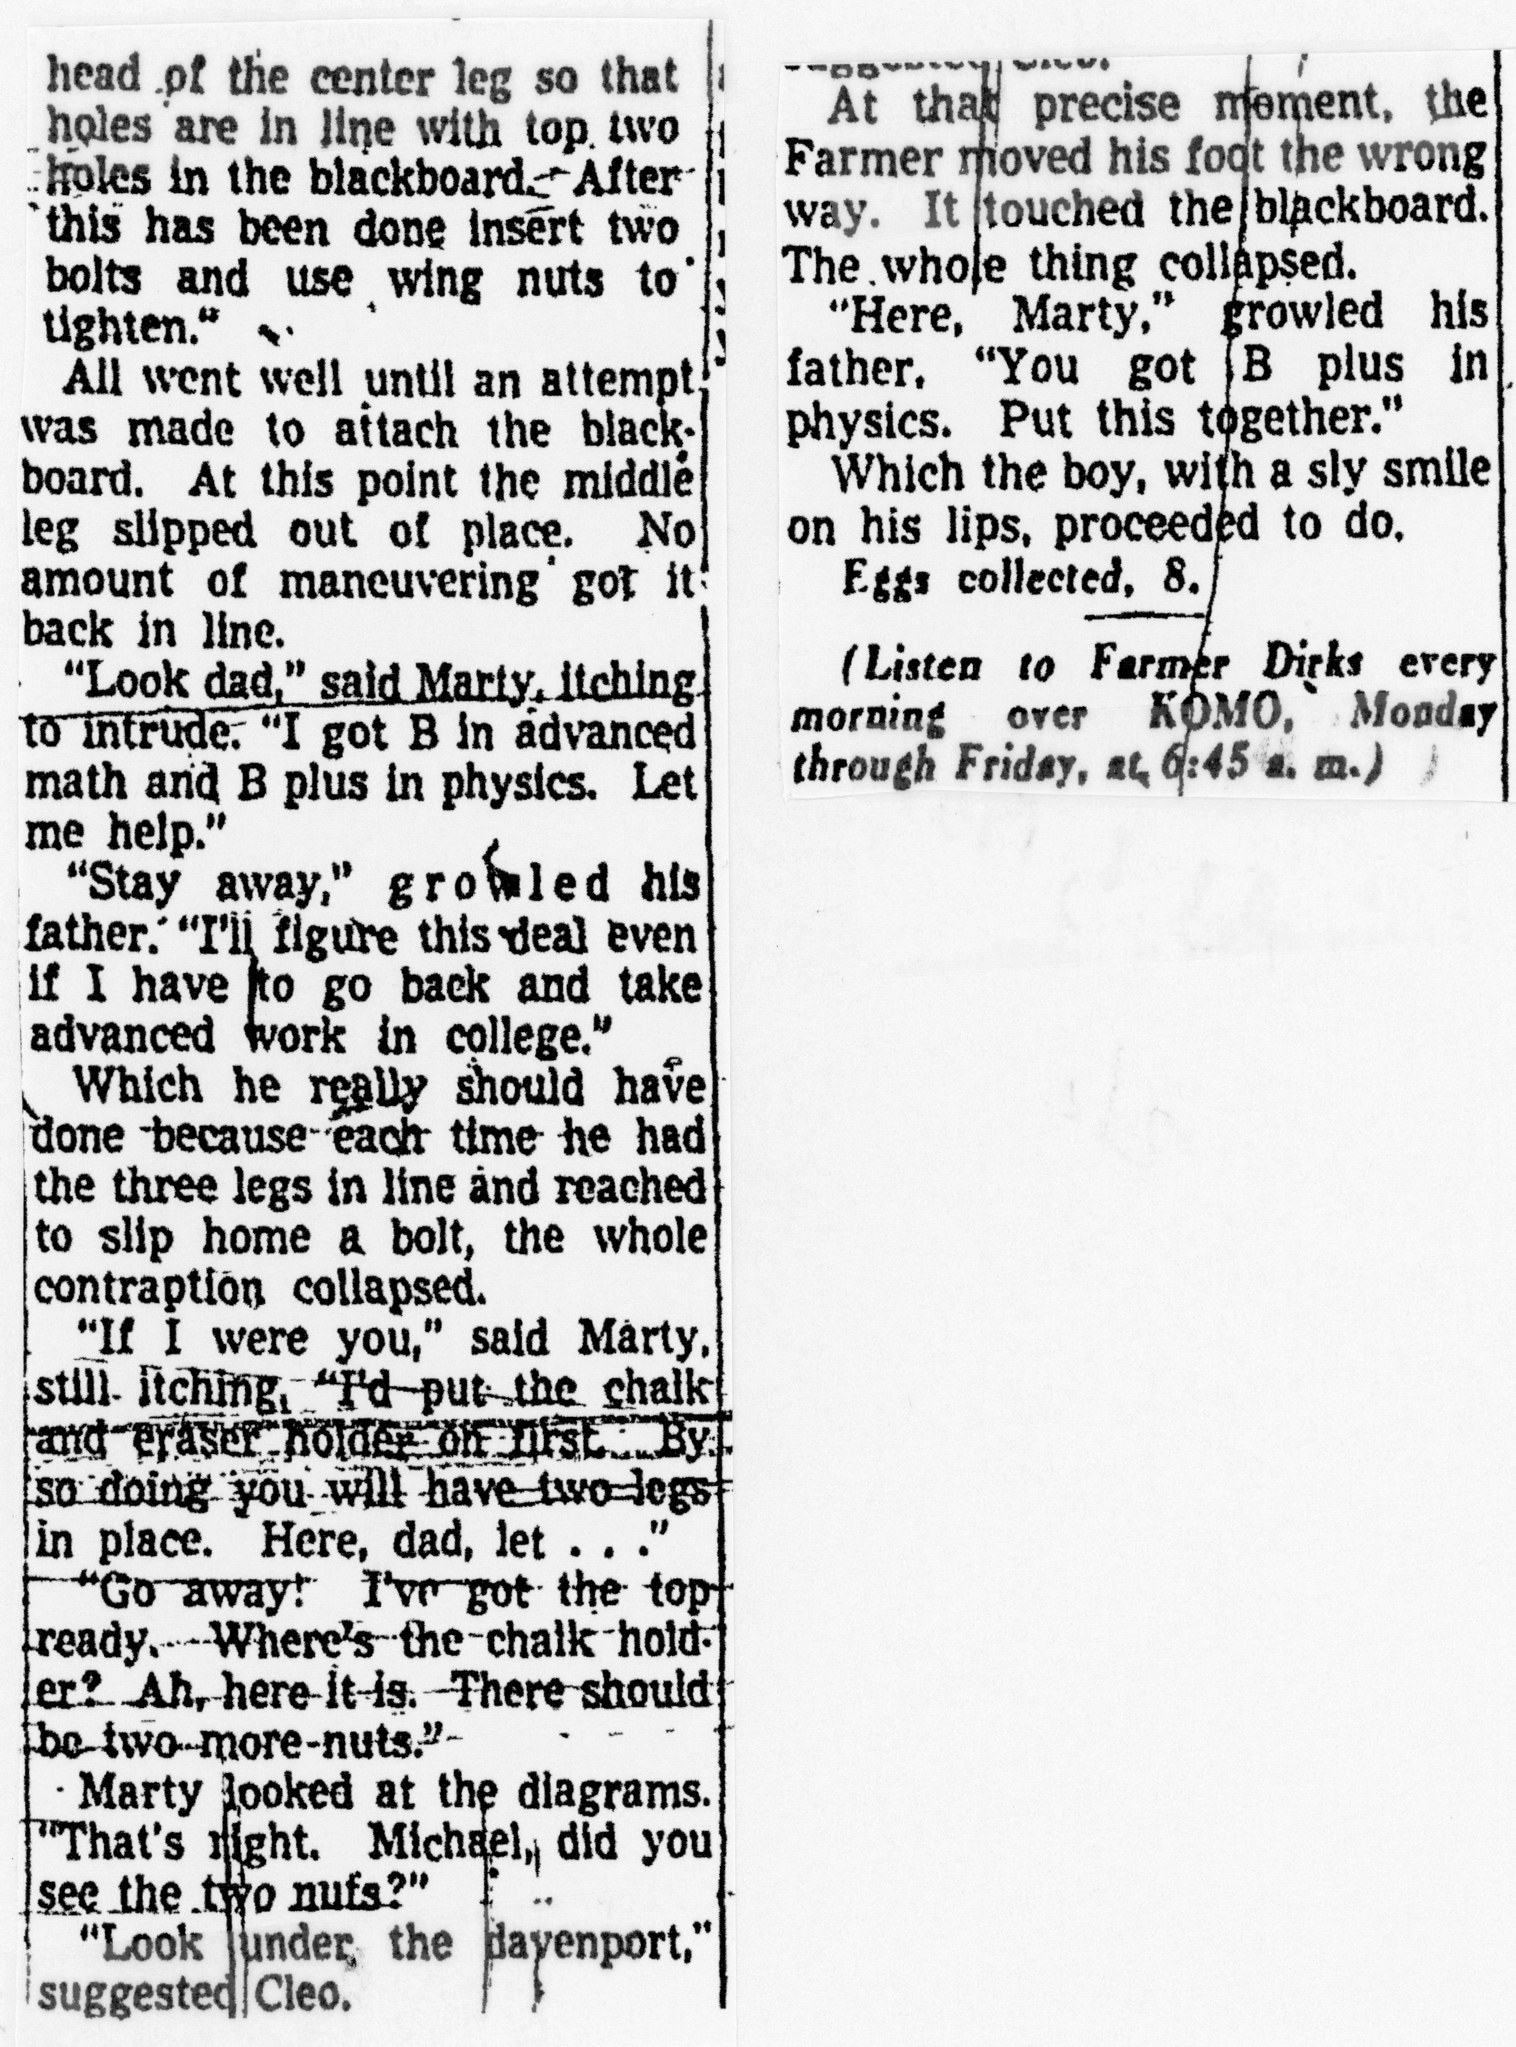 head of the center leg so that
holes are in line with top two
holes in the blackboard. After
this has been done insert two
bolts and use wing nuts to
tighten."
All went well until an attempt
was made to attach the black-
board. At this point the middle
leg slipped out of place. No
amount of maneuvering got it
back in line.
"Look dad," said Marty, itching
to intrude. "I got B in advanced
math and B plus in physics. Let
me help."
"Stay away," growled his
father. "I'll figure this deal even
if I have to go back and take
advanced work in college."
Which he really should have
done because each time he had
the three legs in line and reached
to slip home a bolt, the whole
contraption collapsed.
"If I were you," said Marty,
still itching, "I'd put the chalk
and eraser holder on first. By
so doing you will have two legs
in place. Here, dad, let . . ."
"Go away! I've got the top
ready. Where's the chalk hold-
er? Ah, here it is. There should
be two more nuts."
Marty looked at the diagrams.
"That's right. Michael, did you
see the two nuts?"
"Look under the davenport,"
suggested Cleo.
suggested Cleo.
At that precise moment, the
Farmer moved his foot the wrong
way. It touched the blackboard.
The whole thing collapsed.
"Here, Marty," growled his
father. "You got B plus in
physics. Put this together."
Which the boy, with a sly smile
on his lips, proceeded to do.
Eggs collected, 8.
(Listen to Farmer Dirks every
morning over KOMO, Monday
through Friday, at 6:45 a. m.)